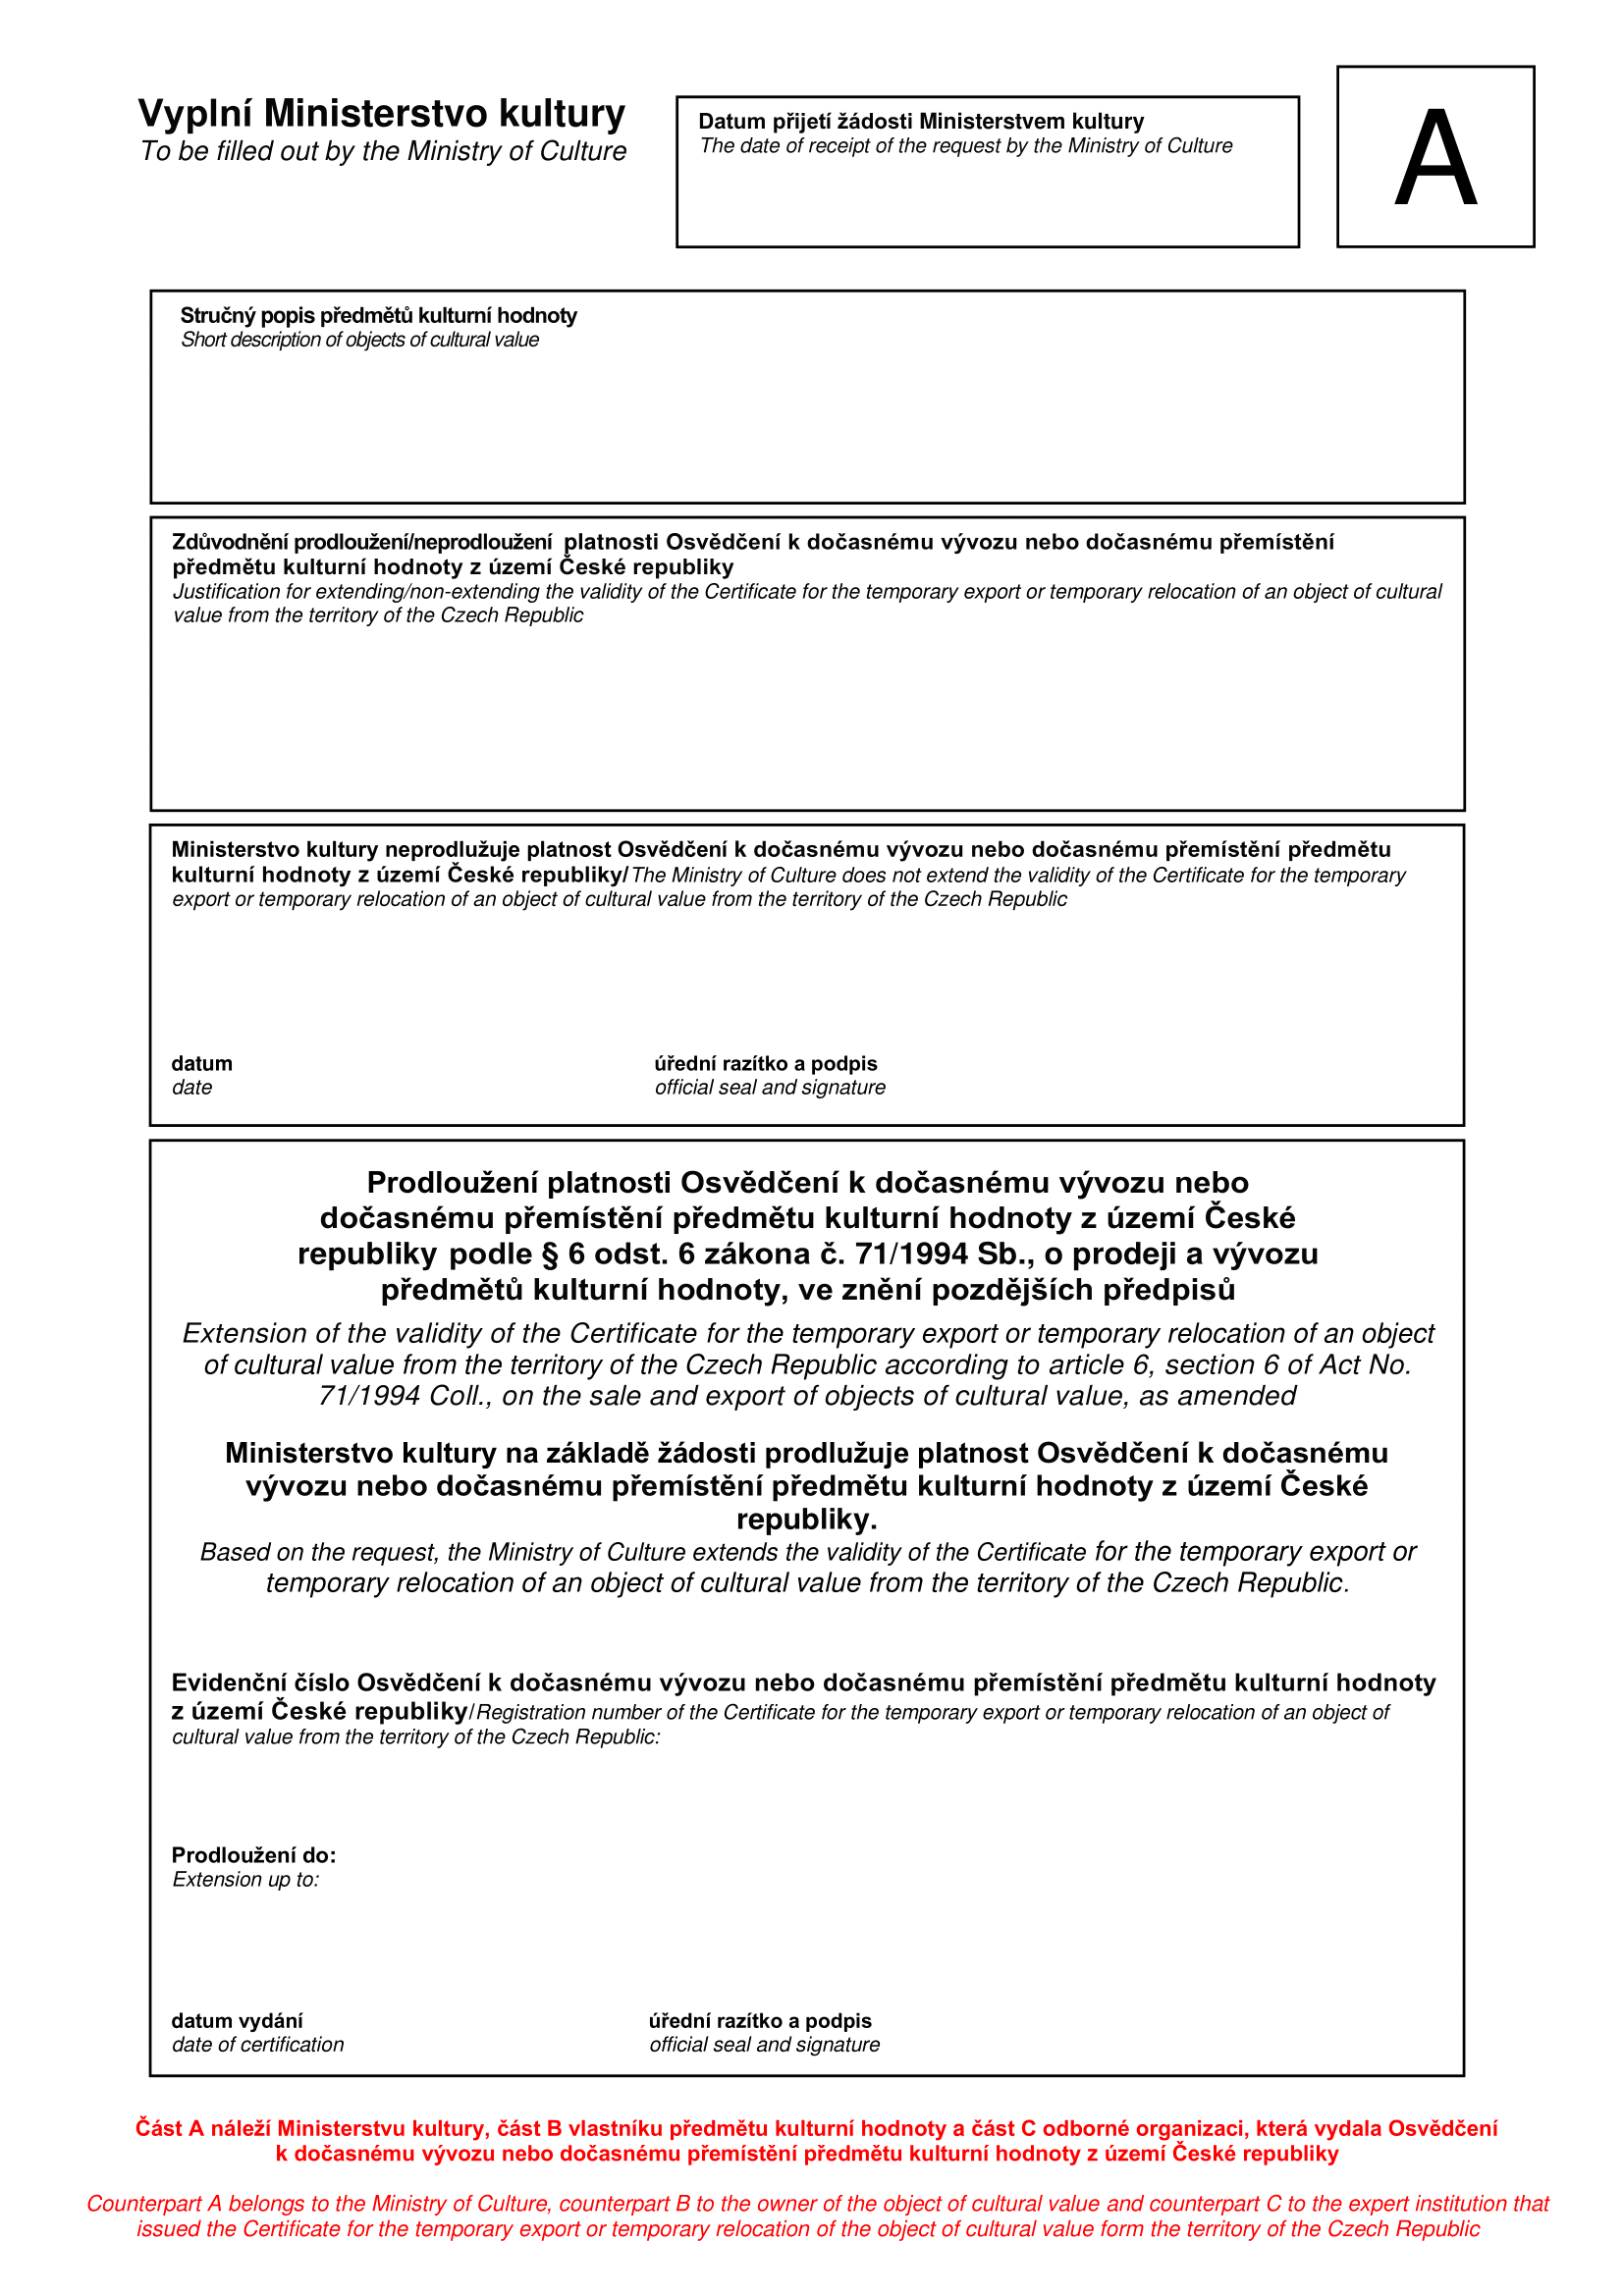 Vyplní Ministerstvo kultury
To be filled out by the Ministry of Culture
Datum přijetí žádosti Ministerstvem kultury
The date of receipt of the request by the Ministry of Culture
A
Stručný popis předmětů kulturní hodnoty
Short description of objects of cultural value
Zdůvodnění prodloužení/neprodloužení platnosti Osvědčení k dočasnému vývozu nebo dočasnému přemístění
předmětu kulturní hodnoty z území České republiky
Justification for extending/non-extending the validity of the Certificate for the temporary export or temporary relocation of an object of cultural
value from the territory of the Czech Republic
Ministerstvo kultury neprodlužuje platnost Osvědčení k dočasnému vývozu nebo dočasnému přemístění předmětu
kulturní hodnoty z území České republiky/The Ministry of Culture does not extend the validity of the Certificate for the temporary
export or temporary relocation of an object of cultural value from the territory of the Czech Republic
datum úřední razítko a podpis
date official seal and signature
Prodloužení platnosti Osvědčení k dočasnému vývozu nebo
dočasnému přemístění předmětu kulturní hodnoty z území České
republiky podle § 6 odst. 6 zákona č. 71/1994 Sb., o prodeji a vývozu
předmětů kulturní hodnoty, ve znění pozdějších předpisů
Extension of the validity of the Certificate for the temporary export or temporary relocation of an object
of cultural value from the territory of the Czech Republic according to article 6, section 6 of Act No.
71/1994 Coll., on the sale and export of objects of cultural value, as amended
Ministerstvo kultury na základě žádosti prodlužuje platnost Osvědčení k dočasnému
vývozu nebo dočasnému přemístění předmětu kulturní hodnoty z území České
republiky.
Based on the request, the Ministry of Culture extends the validity of the Certificate for the temporary export or
temporary relocation of an object of cultural value from the territory of the Czech Republic.
Evidenční číslo Osvědčení k dočasnému vývozu nebo dočasnému přemístění předmětu kulturní hodnoty
z území České republiky/Registration number of the Certificate for the temporary export or temporary relocation of an object of
cultural value from the territory of the Czech Republic:
Prodloužení do:
Extension up to:
datum vydání úřední razítko a podpis
date of certification official seal and signature
Část A náleží Ministerstvu kultury, část B vlastníku předmětu kulturní hodnoty a část C odborné organizaci, která vydala Osvědčení
k dočasnému vývozu nebo dočasnému přemístění předmětu kulturní hodnoty z území České republiky
Counterpart A belongs to the Ministry of Culture, counterpart B to the owner of the object of cultural value and counterpart C to the expert institution that
issued the Certificate for the temporary export or temporary relocation of the object of cultural value form the territory of the Czech Republic